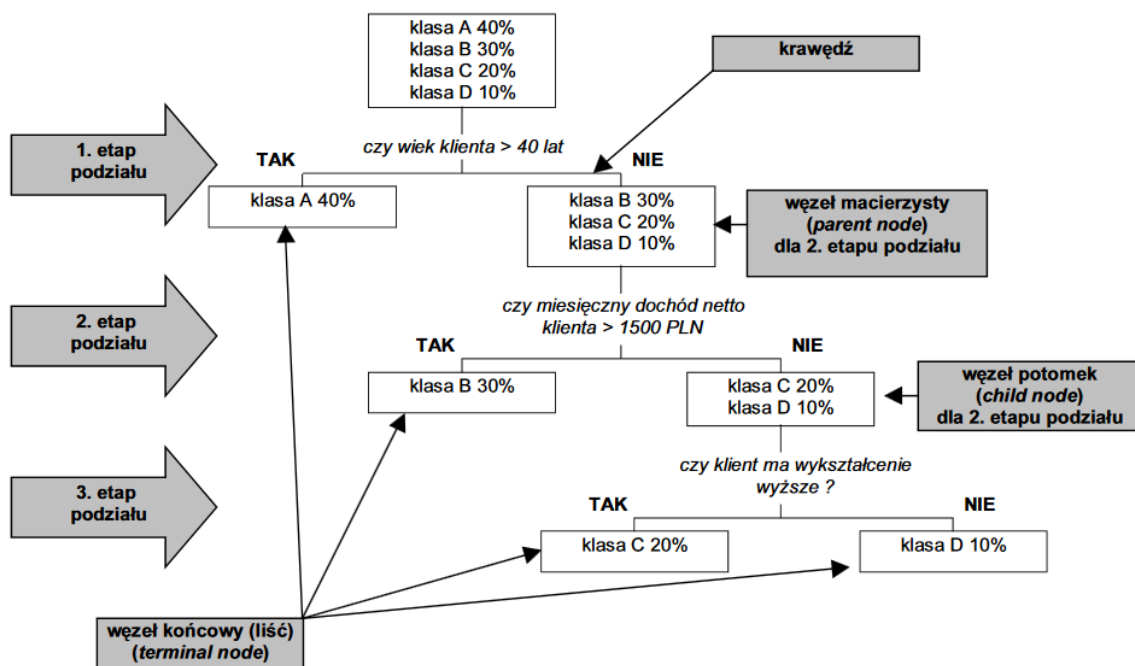 klasa A 40%
klasa B 30%
klasa C 20%
klasa D 10%
krawędź
1. etap
podziału
czy wiek klienta > 40 lat
TAK
NIE
klasa A 40%
klasa B 30%
klasa C 20%
klasa D 10%
węzeł macierzysty
(parent node)
dla 2. etapu podziału
2. etap
podziału
czy miesięczny dochód netto
klienta > 1500 PLN
TAK
NIE
klasa B 30%
klasa C 20%
klasa D 10%
węzeł potomek
(child node)
dla 2. etapu podziału
3. etap
podziału
czy klient ma wykształcenie
wyższe ?
TAK
NIE
klasa C 20%
klasa D 10%
węzeł końcowy (liść)
(terminal node)